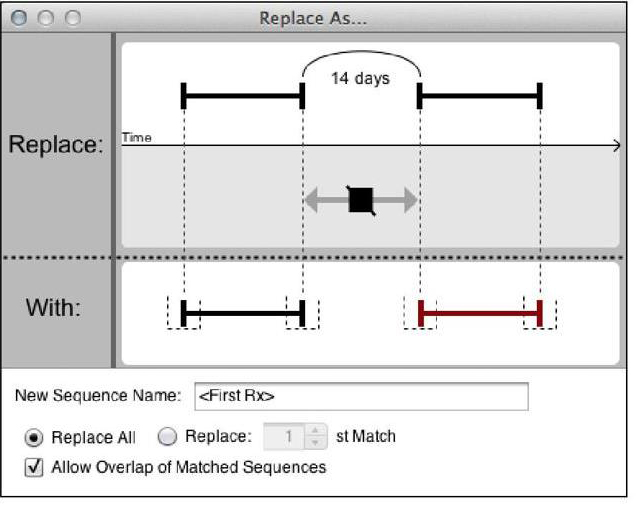 Replace As...
14 days
Time
Replace:
With:
New Sequence Name: <First Rx>
Replace All Replace: 1 st Match
Allow Overlap of Matched Sequences